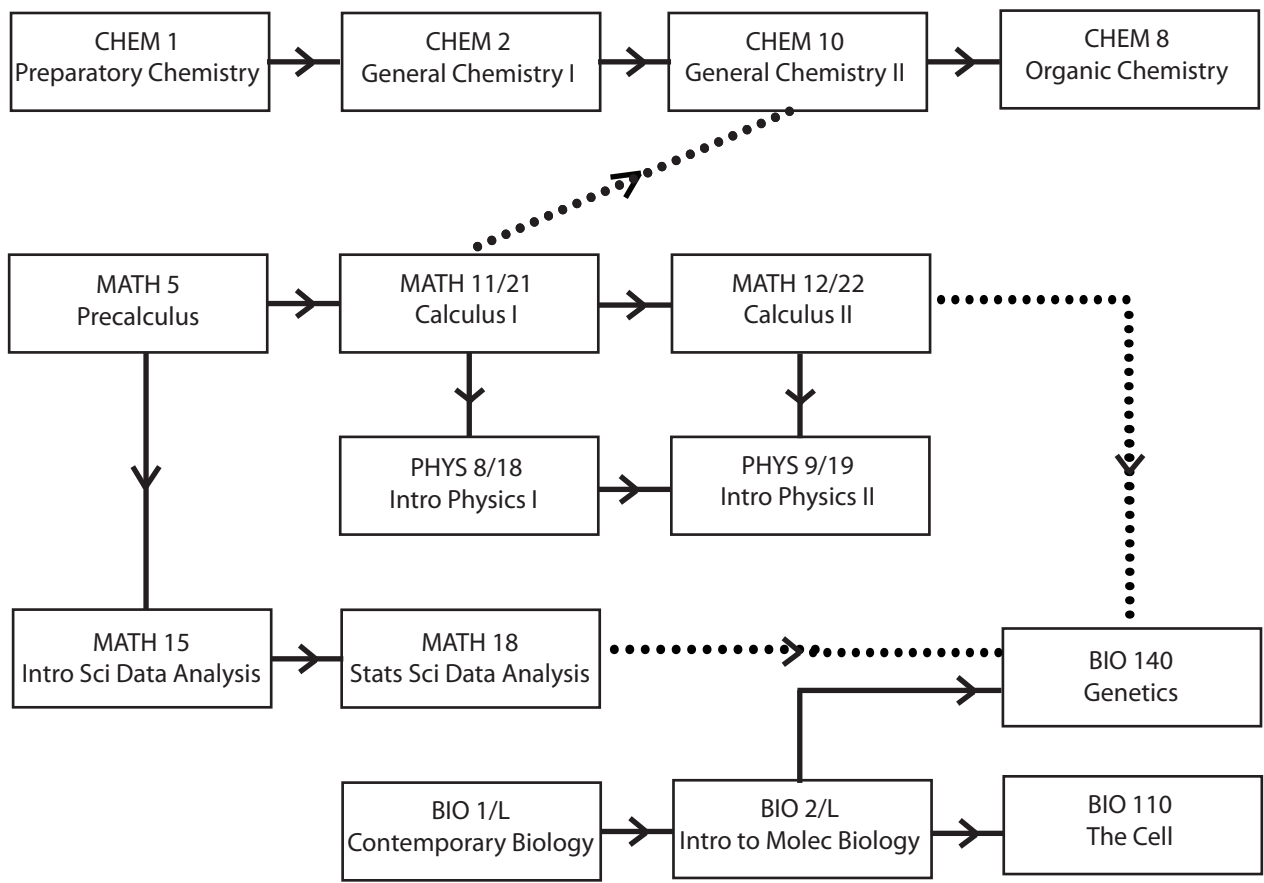 CHEM 1
Preparatory Chemistry
CHEM 2
General Chemistry I
CHEM 10
General Chemistry II
CHEM 8
Organic Chemistry
MATH 5
Precalculus
MATH 11/21
Calculus I
MATH 12/22
Calculus II
PHYS 8/18
Intro Physics I
PHYS 9/19
Intro Physics II
MATH 15
Intro Sci Data Analysis
MATH 18
Stats Sci Data Analysis
BIO 140
Genetics
BIO 1/L
Contemporary Biology
BIO 2/L
Intro to Molec Biology
BIO 110
The Cell